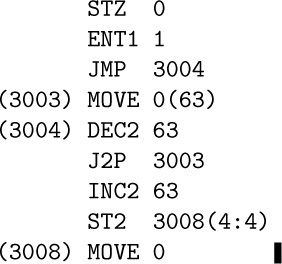 STZ 0
ENT1 1
JMP 3004
(3003) MOVE 0(63)
(3004) DEC2 63
J2P 3003
INC2 63
ST2 3008(4:4)
(3008) MOVE 0 ▮